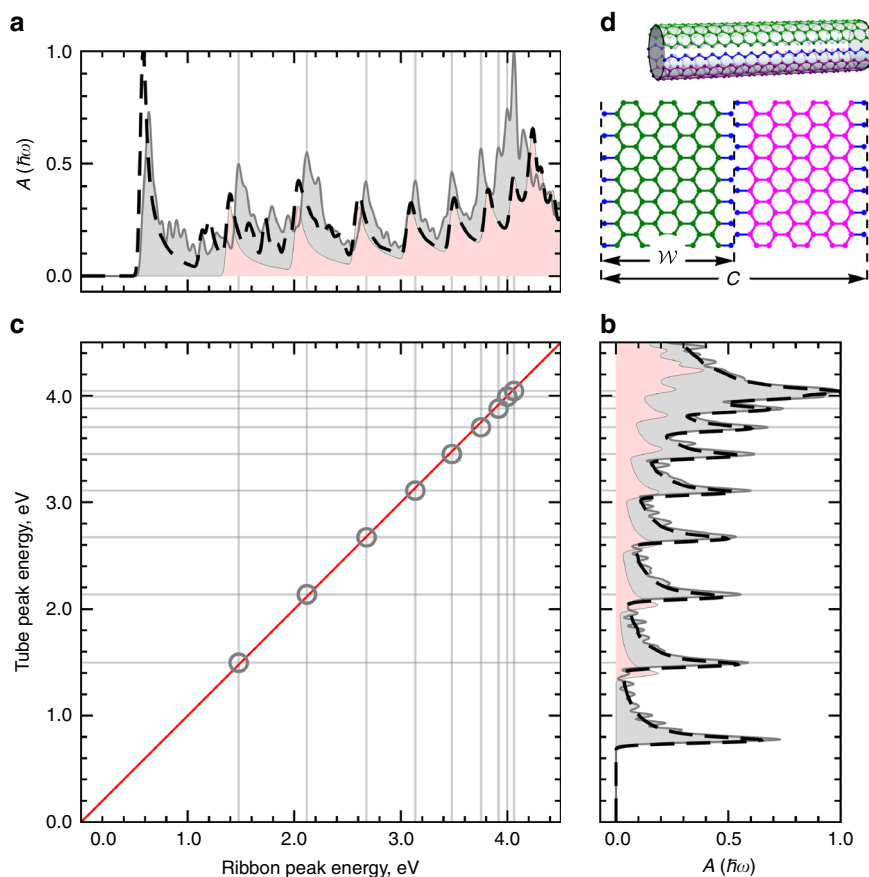 a
1.0
0.5
0.0
A (ħω)
d
𝒲
C
c
4.0
3.0
2.0
1.0
0.0
Tube peak energy, eV
0.0 1.0 2.0 3.0 4.0
Ribbon peak energy, eV
b
0.0 0.5 1.0
A (ħω)